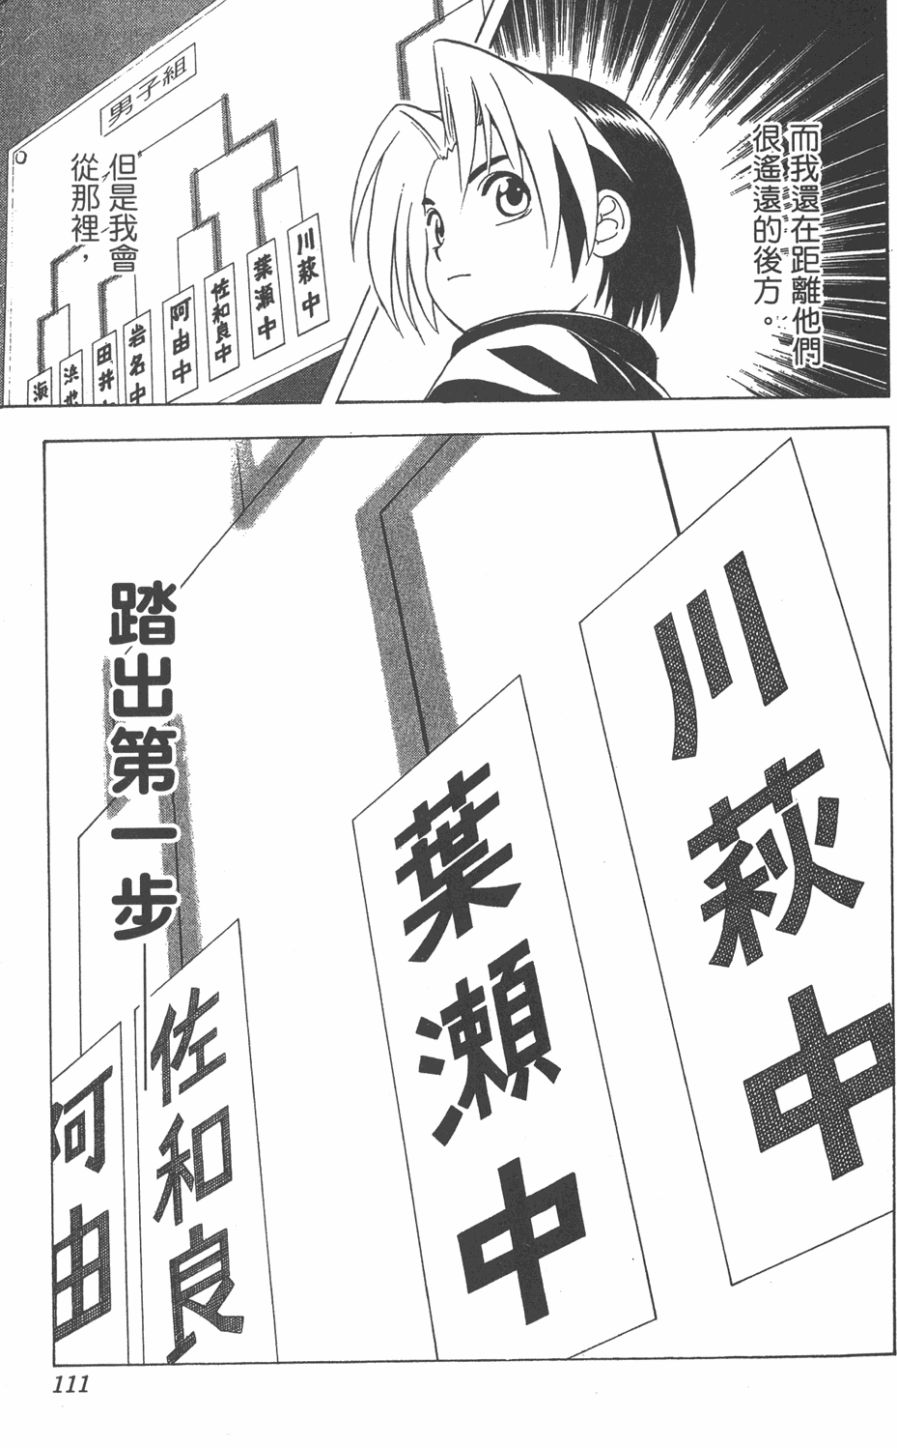 而我還在距離他們
很遙遠的後方。
男子組
但是我會
從那裡，
川萩中
葉瀬中
佐和良中
阿由中
岩名中
田井
海
踏出第一步
川萩中
葉瀬中
佐和良
阿由
111